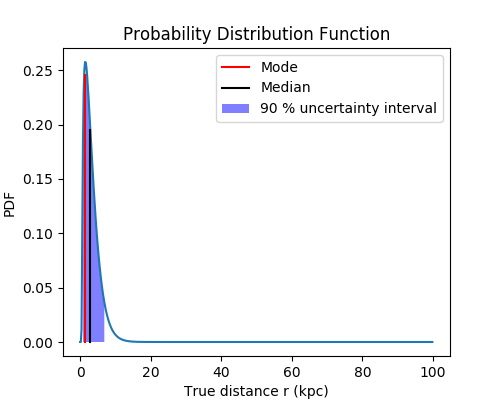 Probability Distribution Function
Mode
Median
90 % uncertainty interval
0.25
0.20
0.15
0.10
0.05
0.00
PDF
0 20 40 60 80 100
True distance r (kpc)